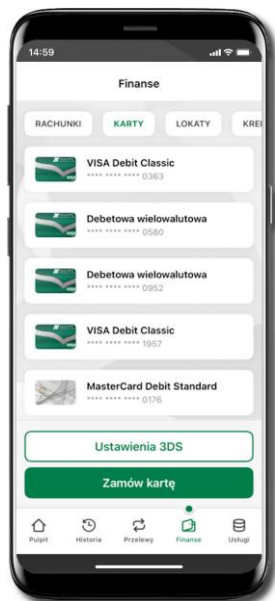 14:59
Finanse
RACHUNKI KARTY LOKATY KREI
VISA Debit Classic
**** **** **** 0363
Debetowa wielowalutowa
**** **** **** 0580
Debetowa wielowalutowa
**** **** **** 0952
VISA Debit Classic
**** **** **** 1957
MasterCard Debit Standard
**** **** **** 0176
Ustawienia 3DS
Zamów kartę
Pulpit Historia Przelewy Finanse Usługi